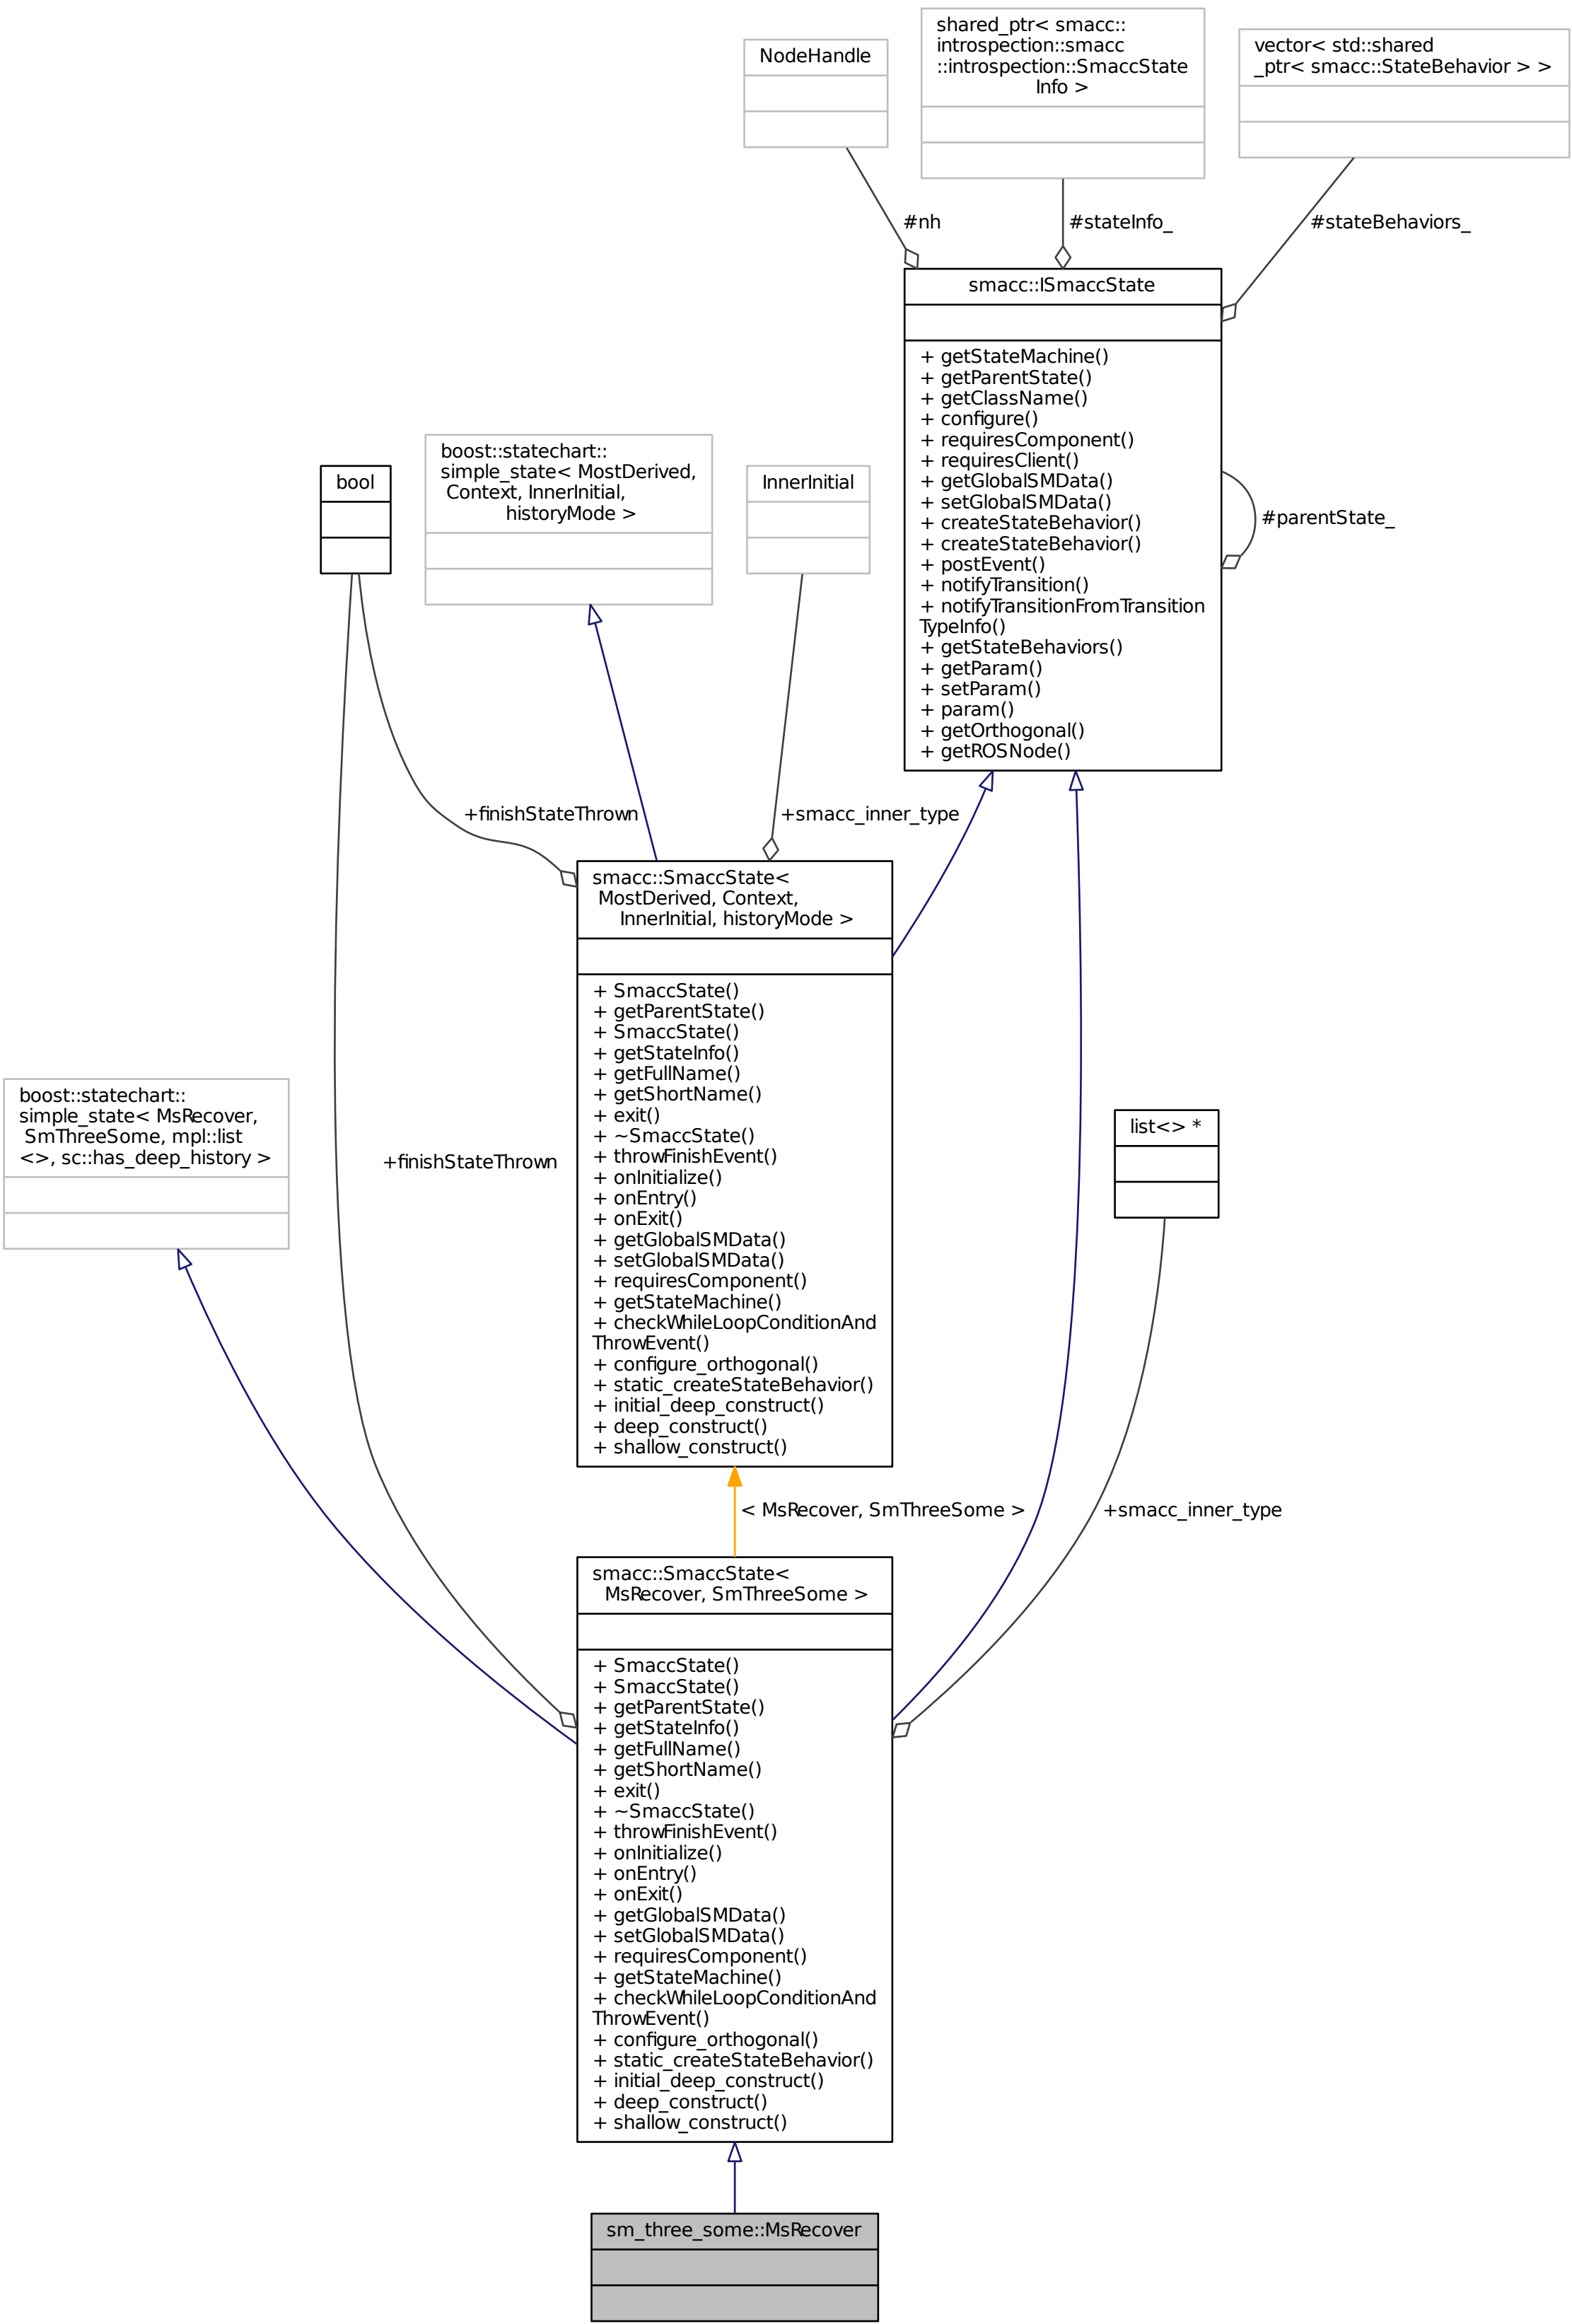 NodeHandle
shared_ptr< smacc::
introspection::smacc
::introspection::SmaccState
Info >
vector< std::shared
_ptr< smacc::StateBehavior > >
#nh
#stateInfo_
#stateBehaviors_
smacc::ISmaccState
+ getStateMachine()
+ getParentState()
+ getClassName()
+ configure()
+ requiresComponent()
+ requiresClient()
+ getGlobalSMData()
+ setGlobalSMData()
+ createStateBehavior()
+ createStateBehavior()
+ postEvent()
+ notifyTransition()
+ notifyTransitionFromTransition
TypeInfo()
+ getStateBehaviors()
+ getParam()
+ setParam()
+ param()
+ getOrthogonal()
+ getROSNode()
#parentState_
bool
boost::statechart::
simple_state< MostDerived,
Context, InnerInitial,
historyMode >
InnerInitial
+finishStateThrown
+smacc_inner_type
smacc::SmaccState<
MostDerived, Context,
InnerInitial, historyMode >
+ SmaccState()
+ getParentState()
+ SmaccState()
+ getStateInfo()
+ getFullName()
+ getShortName()
+ exit()
+ ~SmaccState()
+ throwFinishEvent()
+ onInitialize()
+ onEntry()
+ onExit()
+ getGlobalSMData()
+ setGlobalSMData()
+ requiresComponent()
+ getStateMachine()
+ checkWhileLoopConditionAnd
ThrowEvent()
+ configure_orthogonal()
+ static_createStateBehavior()
+ initial_deep_construct()
+ deep_construct()
+ shallow_construct()
boost::statechart::
simple_state< MsRecover,
SmThreeSome, mpl::list
<>, sc::has_deep_history >
+finishStateThrown
list<> *
< MsRecover, SmThreeSome >
+smacc_inner_type
smacc::SmaccState<
MsRecover, SmThreeSome >
+ SmaccState()
+ SmaccState()
+ getParentState()
+ getStateInfo()
+ getFullName()
+ getShortName()
+ exit()
+ ~SmaccState()
+ throwFinishEvent()
+ onInitialize()
+ onEntry()
+ onExit()
+ getGlobalSMData()
+ setGlobalSMData()
+ requiresComponent()
+ getStateMachine()
+ checkWhileLoopConditionAnd
ThrowEvent()
+ configure_orthogonal()
+ static_createStateBehavior()
+ initial_deep_construct()
+ deep_construct()
+ shallow_construct()
sm_three_some::MsRecover